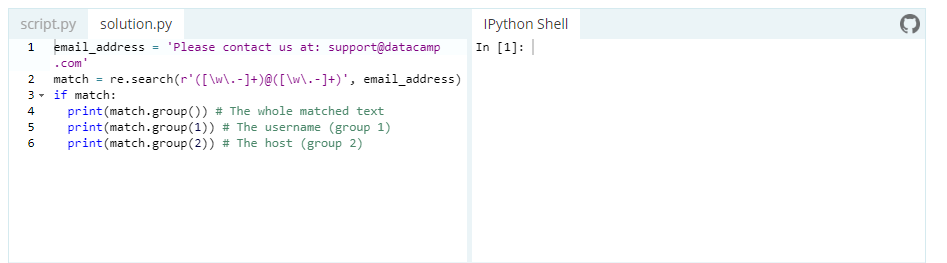 script.py solution.py IPython Shell
1 email_address = 'Please contact us at: support@datacamp
.com'
2 match = re.search(r'([\w\.-]+)@([\w\.-]+)', email_address)
3 if match:
4 print(match.group()) # The whole matched text
5 print(match.group(1)) # The username (group 1)
6 print(match.group(2)) # The host (group 2)
In [1]: